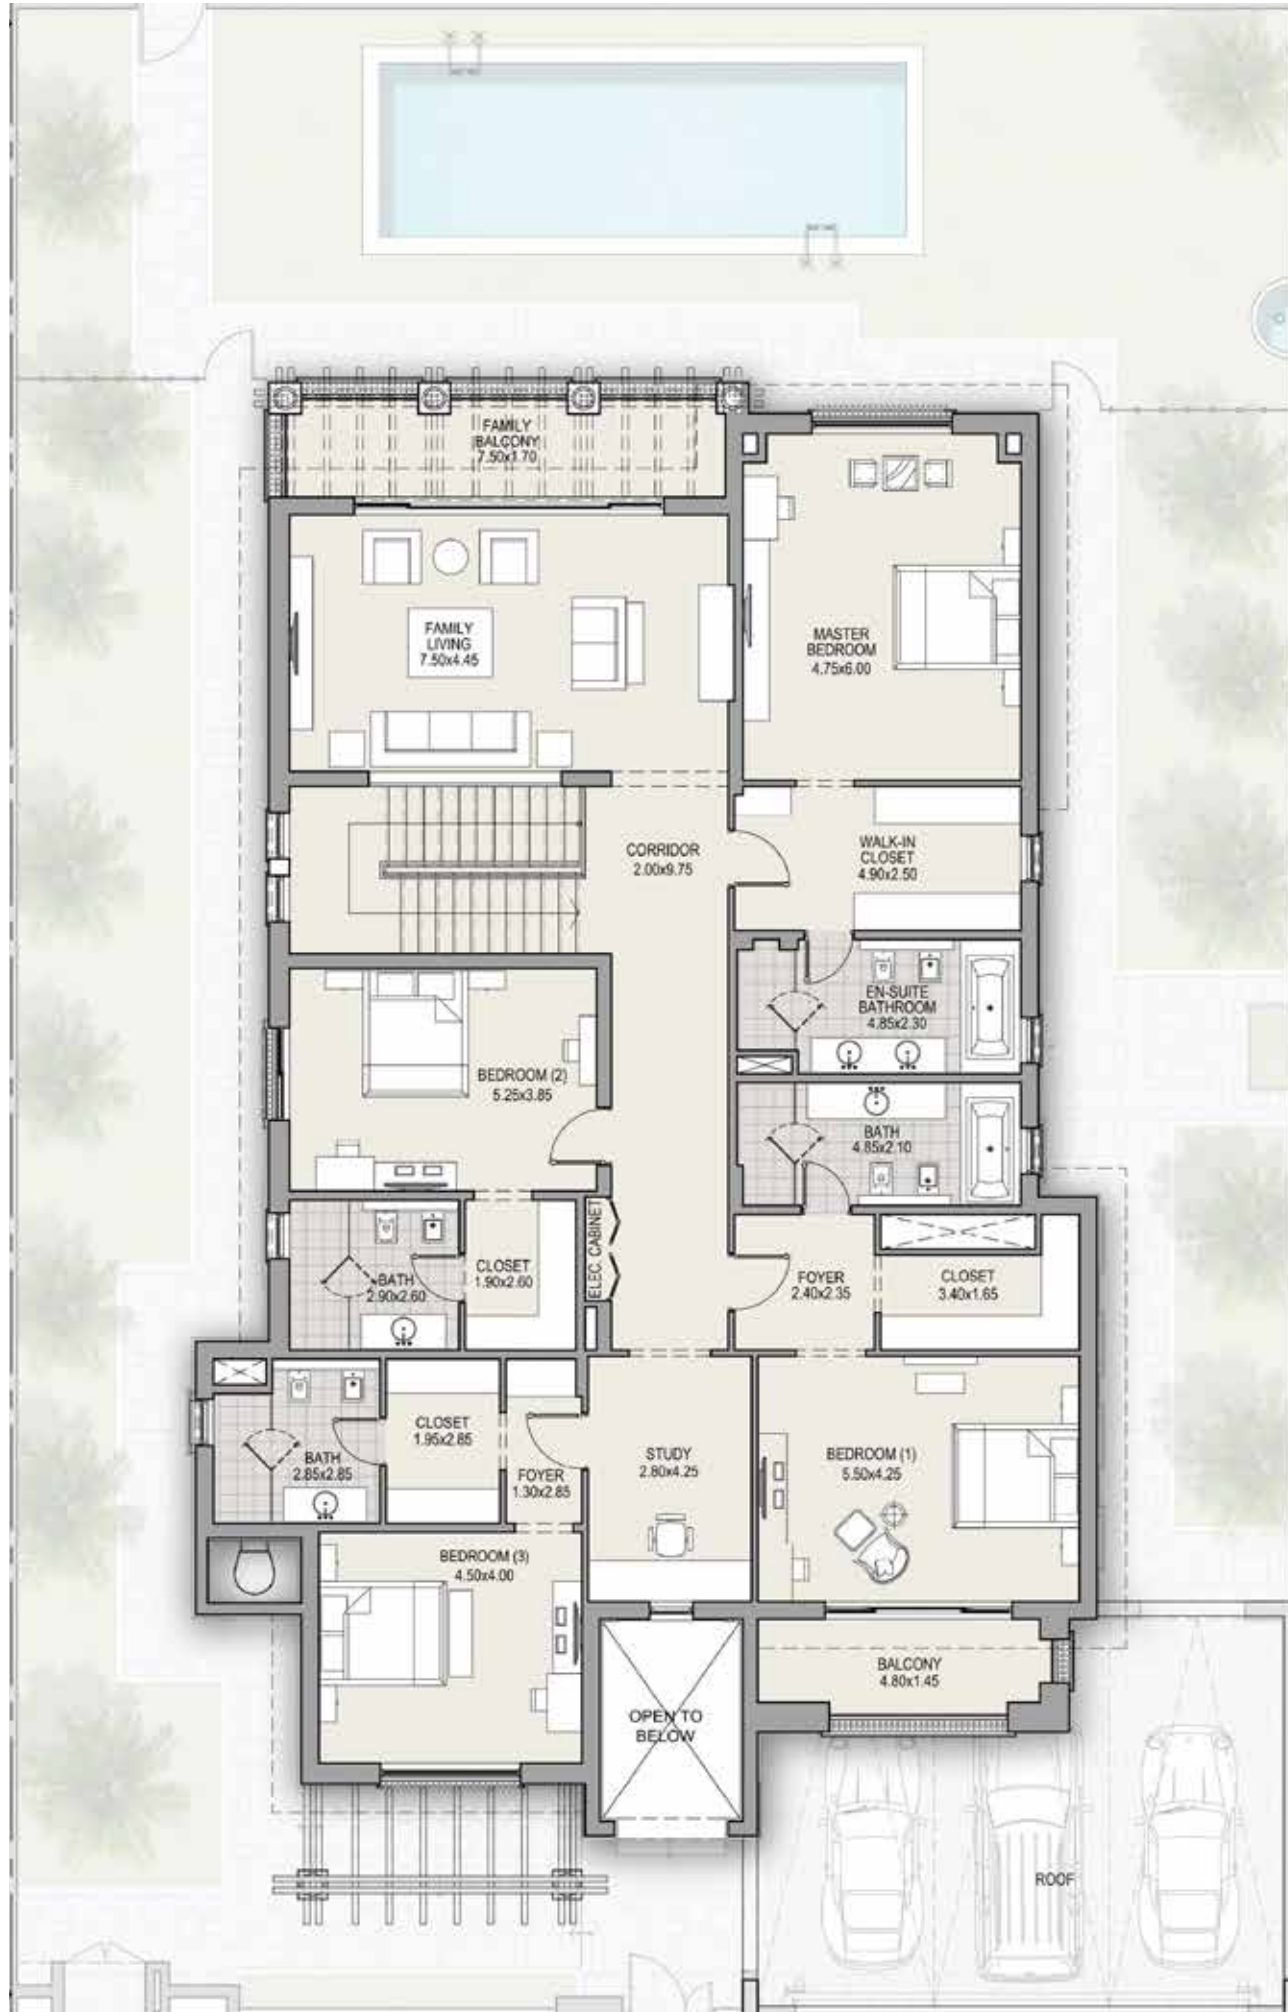 FAMILY
BALCONY
7.50x1.70
FAMILY
LIVING
7.50x4.45
MASTER
BEDROOM
4.75x6.00
CORRIDOR
2.00x9.75
WALK-IN
CLOSET
4.90x2.50
EN-SUITE
BATHROOM
4.85x2.30
BEDROOM (2)
5.25x3.85
BATH
4.85x2.10
ELEC. CABINET
CLOSET
1.90x2.60
BATH
2.90x2.60
FOYER
2.40x2.35
CLOSET
3.40x1.65
CLOSET
1.95x2.85
BATH
2.85x2.85
FOYER
1.30x2.85
STUDY
2.80x4.25
BEDROOM (1)
5.50x4.25
BEDROOM (3)
4.50x4.00
BALCONY
4.80x1.45
OPEN TO
BELOW
ROOF